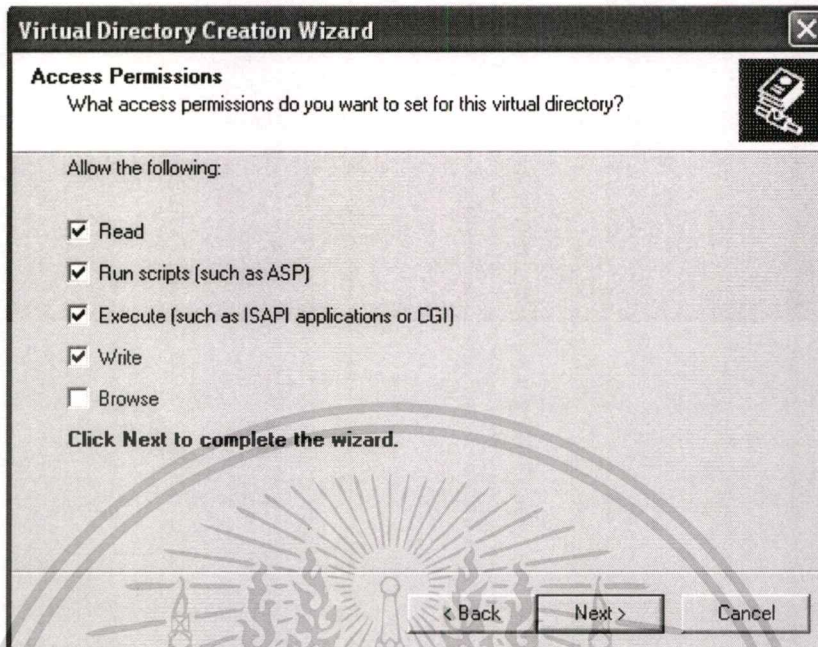 Virtual Directory Creation Wizard
Access Permissions
What access permissions do you want to set for this virtual directory?
Allow the following:
Read
Run scripts (such as ASP)
Execute (such as ISAPI applications or CGI)
Write
Browse
Click Next to complete the wizard.
< Back Next > Cancel